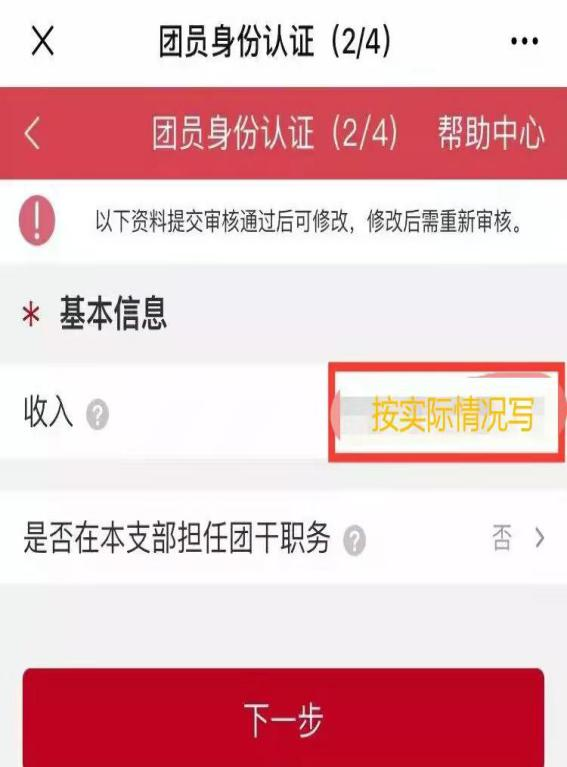 团员身份认证（2/4）
团员身份认证（2/4） 帮助中心
以下资料提交审核通过后可修改，修改后需重新审核。
* 基本信息
收入 ? 按实际情况写
是否在本支部担任团干职务 ? 否
下一步